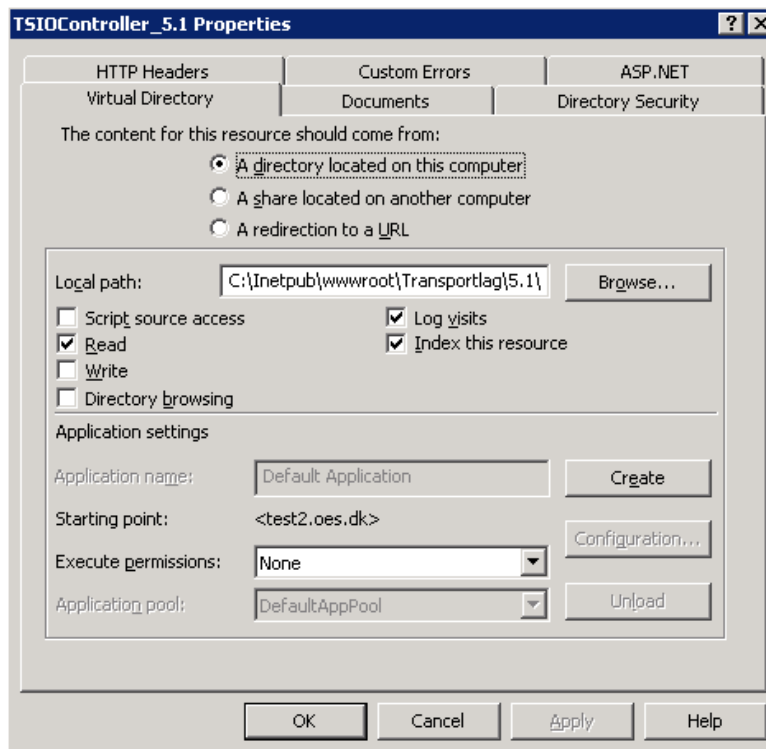 TSIOController_5.1 Properties
HTTP Headers
Custom Errors
ASP.NET
Virtual Directory
Documents
Directory Security
The content for this resource should come from:
A directory located on this computer
A share located on another computer
A redirection to a URL
Local path:
C:\Inetpub\wwwroot\Transportlag\5.1\
Browse...
Script source access
Log visits
Read
Index this resource
Write
Directory browsing
Application settings
Application name:
Default Application
Create
Starting point:
<test2.oes.dk>
Configuration...
Execute permissions:
None
Application pool:
DefaultAppPool
Unload
OK
Cancel
Apply
Help